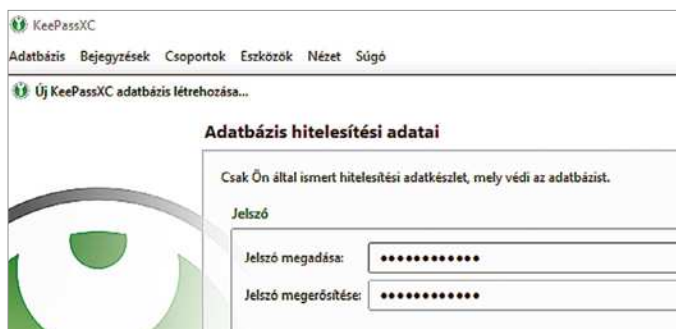 KeePassXC
Adatbázis Bejegyzések Csoportok Eszközök Nézet Súgó
Új KeePassXC adatbázis létrehozása...
Adatbázis hitelesítési adatai
Csak Ön által ismert hitelesítési adatkészlet, mely védi az adatbázist.
Jelszó
Jelszó megadása: ●●●●●●●●●●●●
Jelszó megerősítése: ●●●●●●●●●●●●